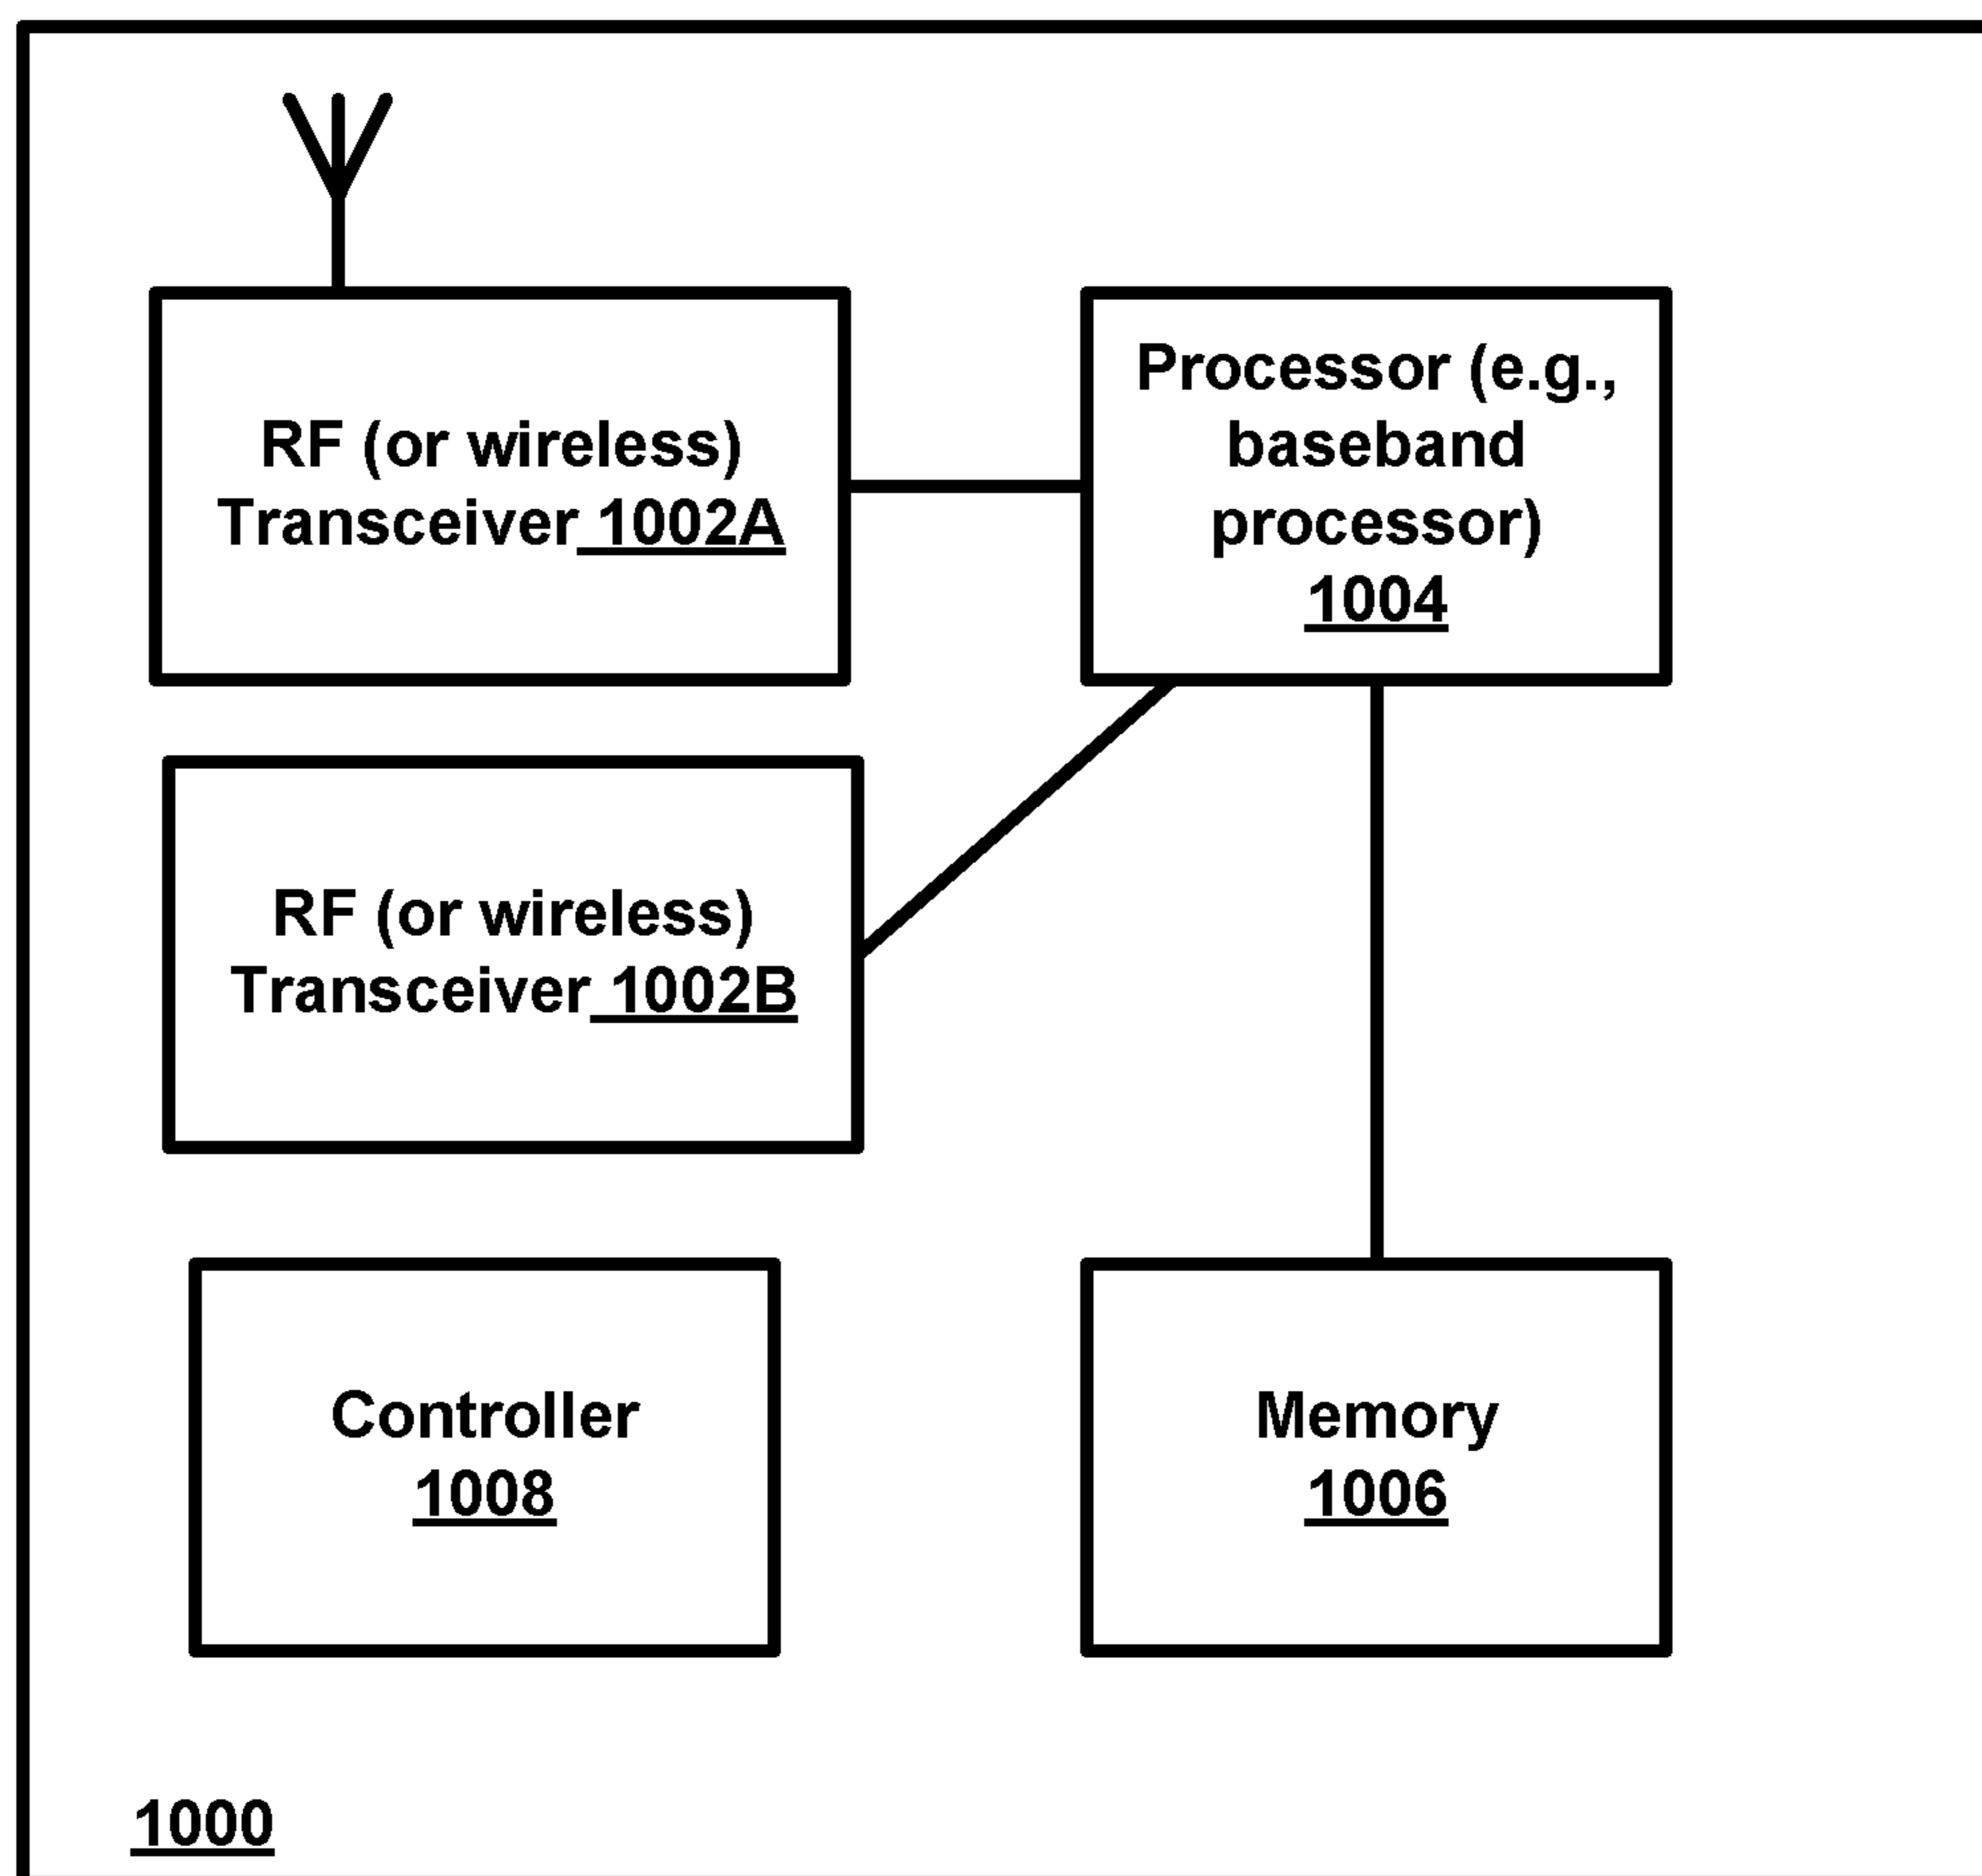 RF (or wireless)
Transceiver 1002A
Processor (e.g.,
baseband
processor)
1004
RF (or wireless)
Transceiver 1002B
Controller
1008
Memory
1006
1000